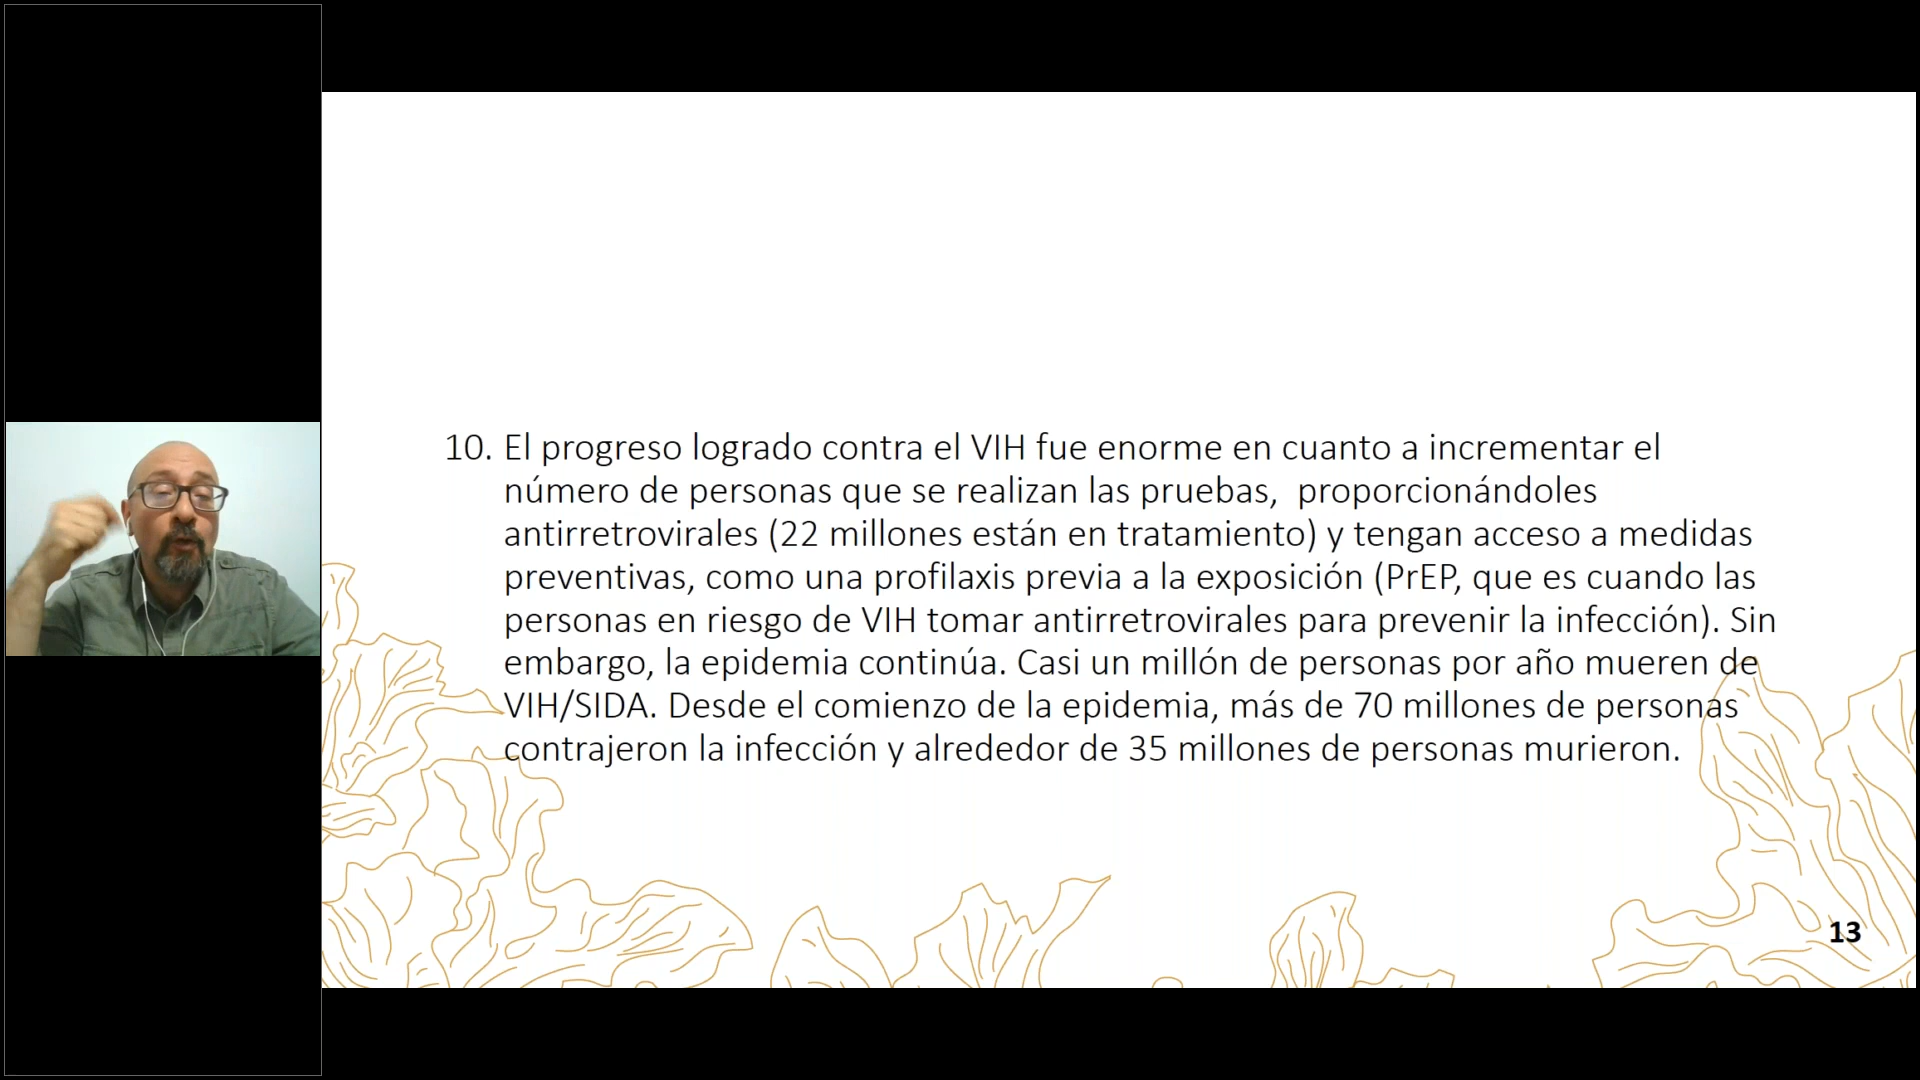 10. El progreso logrado contra el VIH fue enorme en cuanto a incrementar el
número de personas que se realizan las pruebas,  proporcionándoles
antirretrovirales (22 millones están en tratamiento) y tengan acceso a medidas
preventivas, como una profilaxis previa a la exposición (PrEP, que es cuando las
personas en riesgo de VIH tomar antirretrovirales para prevenir la infección). Sin
embargo, la epidemia continúa. Casi un millón de personas por año mueren de
VIH/SIDA. Desde el comienzo de la epidemia, más de 70 millones de personas
contrajeron la infección y alrededor de 35 millones de personas murieron.
13